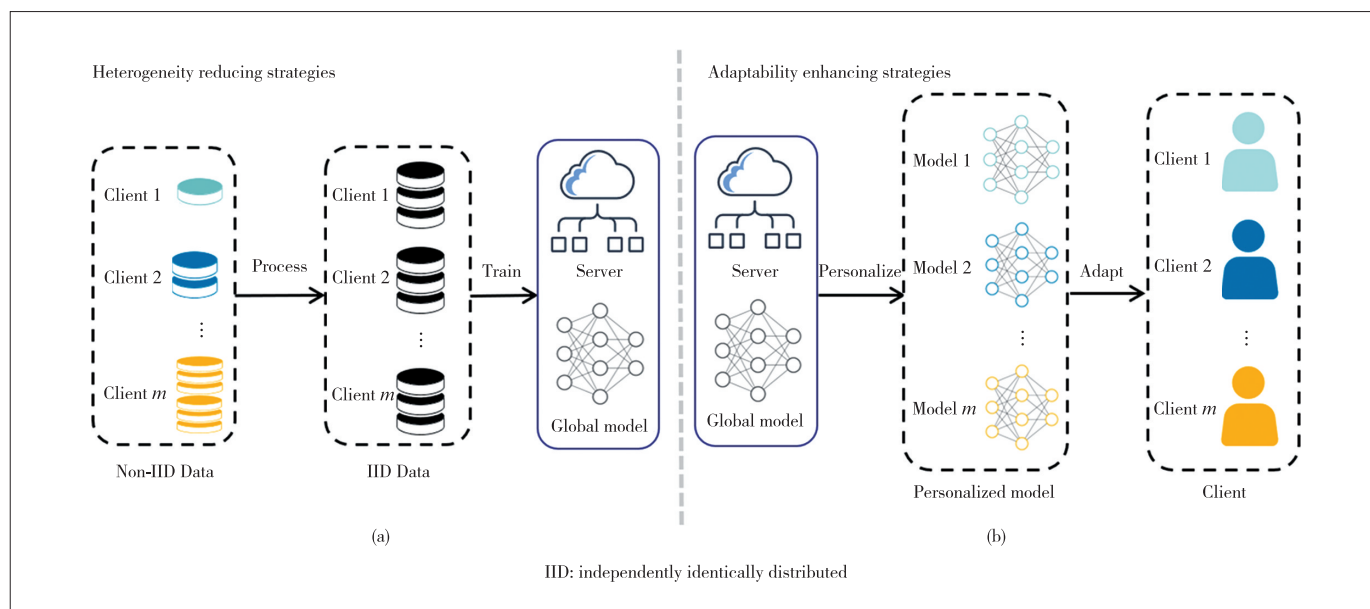 Heterogeneity reducing strategies
Client 1
Client 2
⋮
Client m
Non-IID Data
Process
Client 1
Client 2
⋮
Client m
IID Data
Train
Server
Global model
(a)
Adaptability enhancing strategies
Server
Global model
Personalize
Model 1
Model 2
⋮
Model m
Personalized model
Adapt
Client 1
Client 2
⋮
Client m
Client
(b)
IID: independently identically distributed